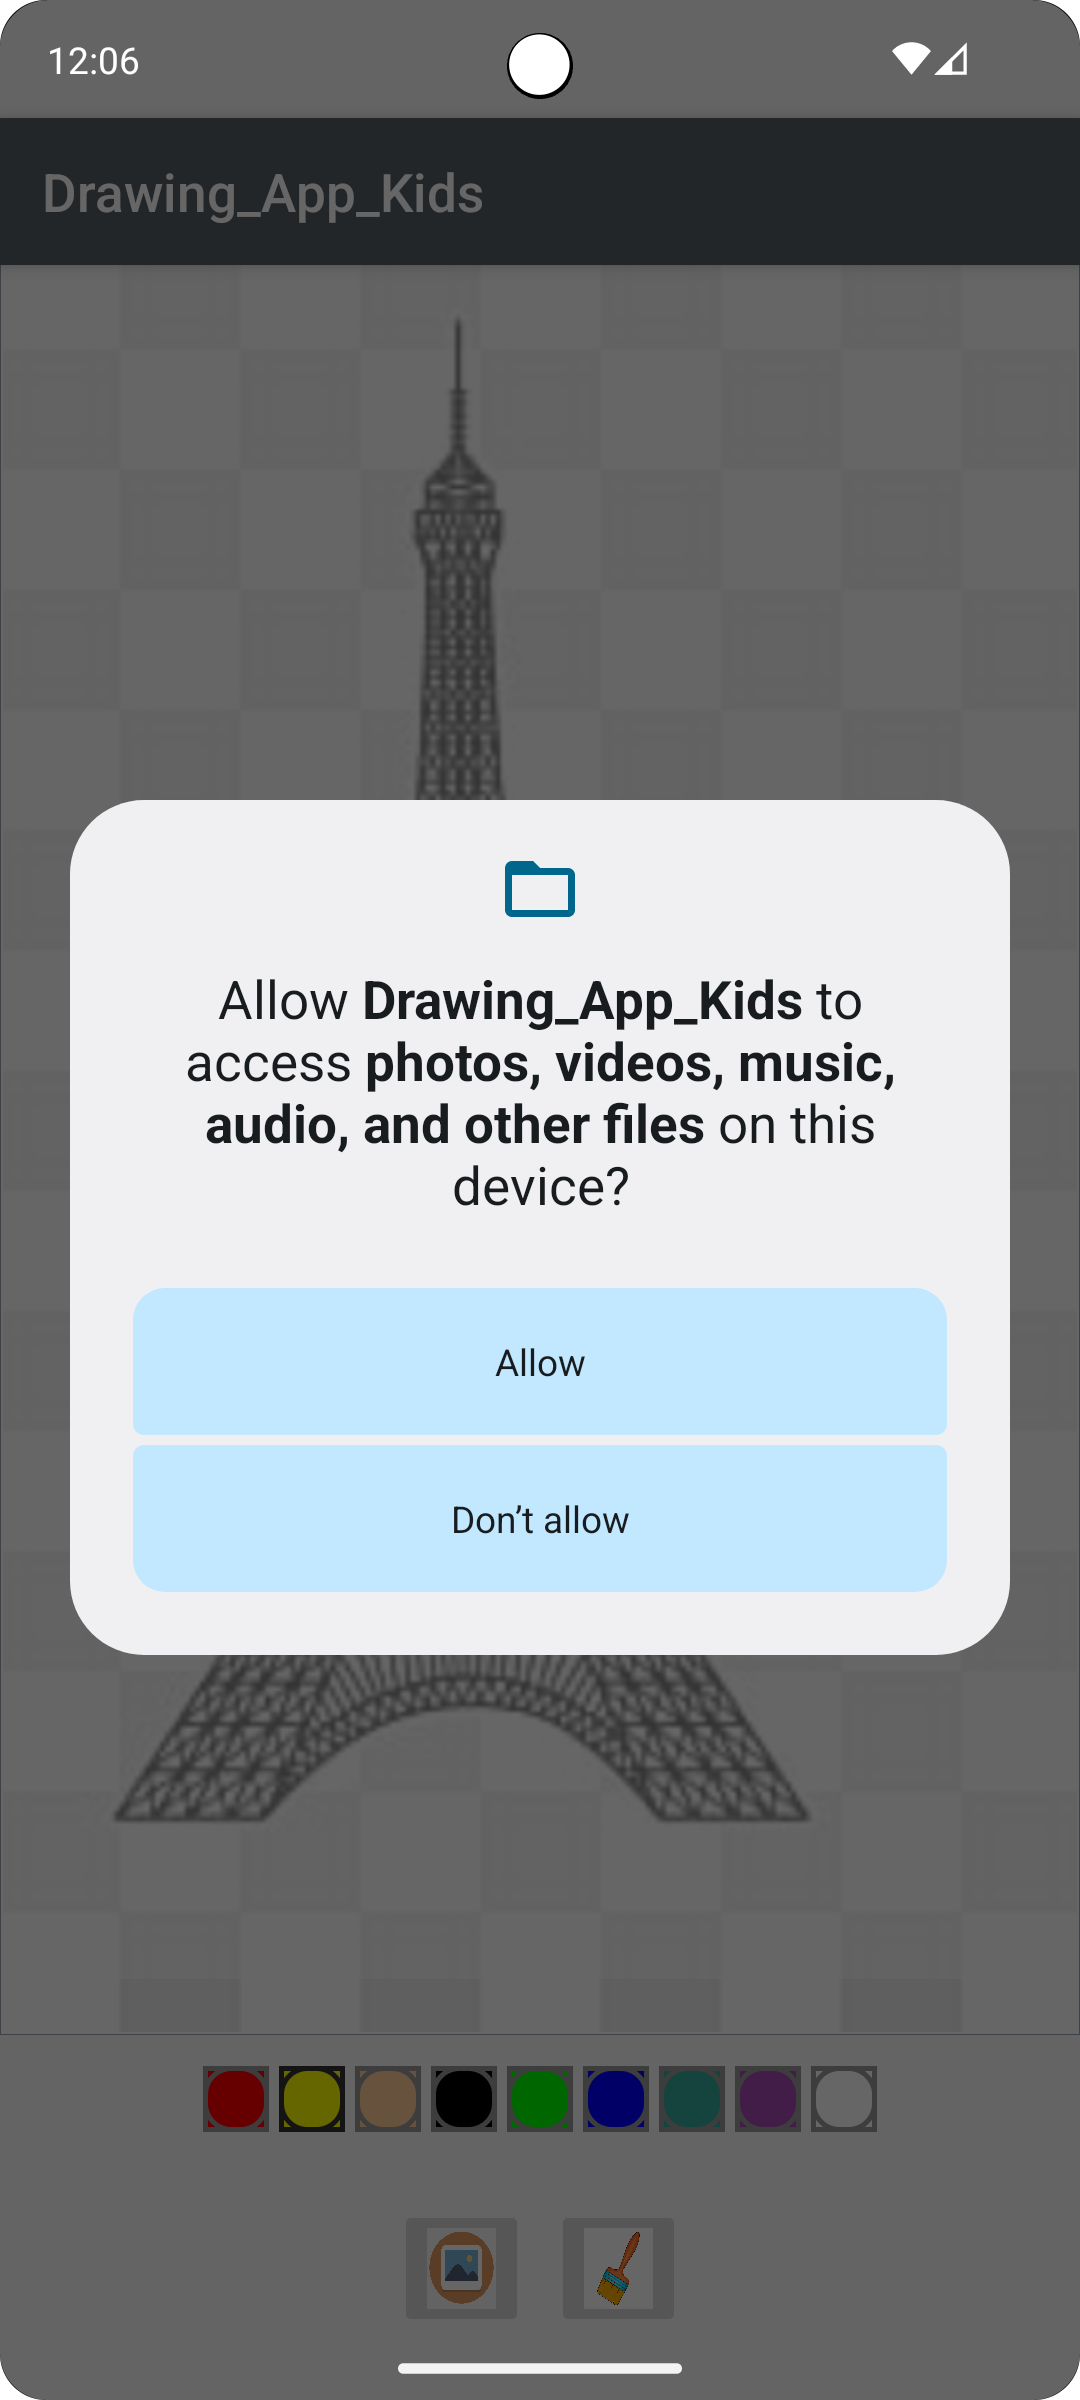 12:06
Drawing_App_Kids
Allow Drawing_App_Kids to
access photos, videos, music,
audio, and other files on this
device?
Allow
Don’t allow